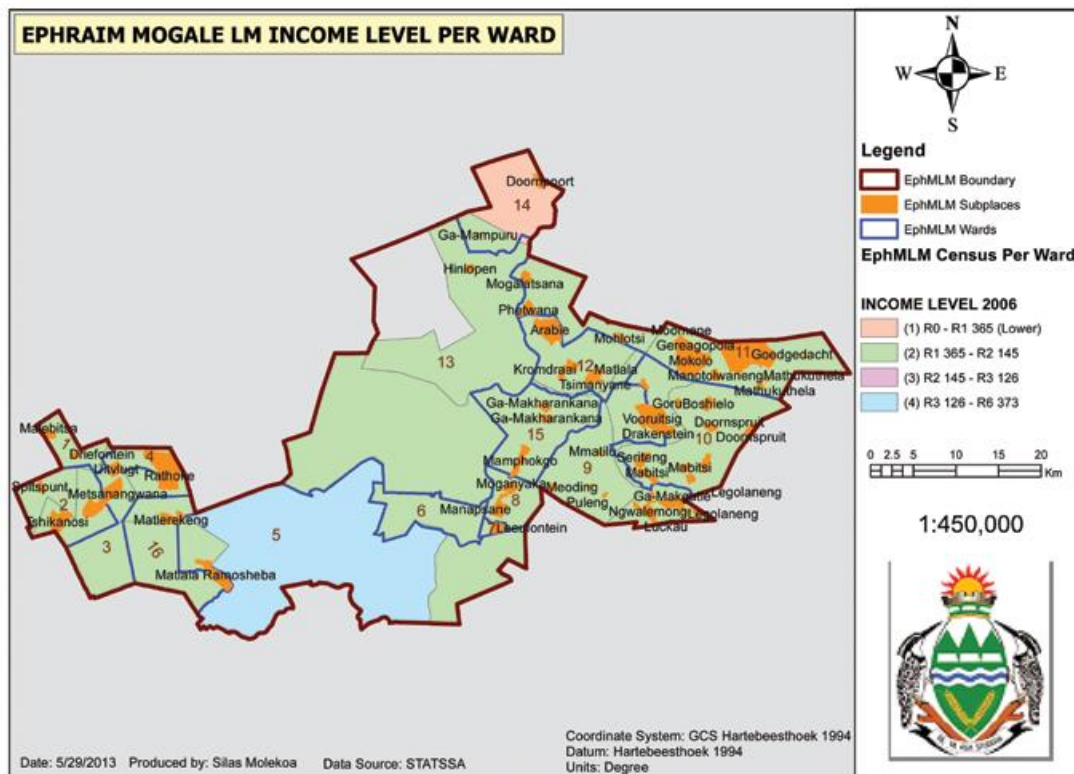 EPHRAIM MOGALE LM INCOME LEVEL PER WARD
N
W
E
S
Legend
EphMLM Boundary
EphMLM Subplaces
EphMLM Wards
EphMLM Census Per Ward
INCOME LEVEL 2006
(1) R0 - R1 365 (Lower)
(2) R1 365 - R2 145
(3) R2 145 - R3 126
(4) R3 126 - R6 373
0 2.5 5 10 15 20
Km
1:450,000
Doornpoort
14
Ga-Mampuru
Hinlopen
Mogalatsana
Phetwana
Arabie
Mohlotsi
Moomane
Gereagopola
11
Goodgedacht
Mokolo
13
Kromdraai
12
Matlala
Manotolwaneng
Mathukuthela
Tsimanyane
Mathukuthela
Ga-Makharankana
Goru
Boshielo
Ga-Makharankana
Vooruitsig
Doornspruit
15
Drakenstein
10
Doornspruit
Malebitsa
1
Driefontein
4
Uitvlugt
Rathoke
Mmatilu
Seriteng
Mamphokgo
9
Mabitsi
Mabitsi
Spitspunt
Metsanangwana
Moganyaka
Meoding
2
8
Puleng
Legolaneng
Manapsane
6
Ngwalemong
Legolaneng
Tshikanosi
Matlerekeng
5
7
Leeufontein
Luckau
3
16
Matlala Ramosheba
Coordinate System: GCS Hartebeesthoek 1994
Datum: Hartebeesthoek 1994
Units: Degree
Date: 5/29/2013 Produced by: Silas Molekoa Data Source: STATSSA